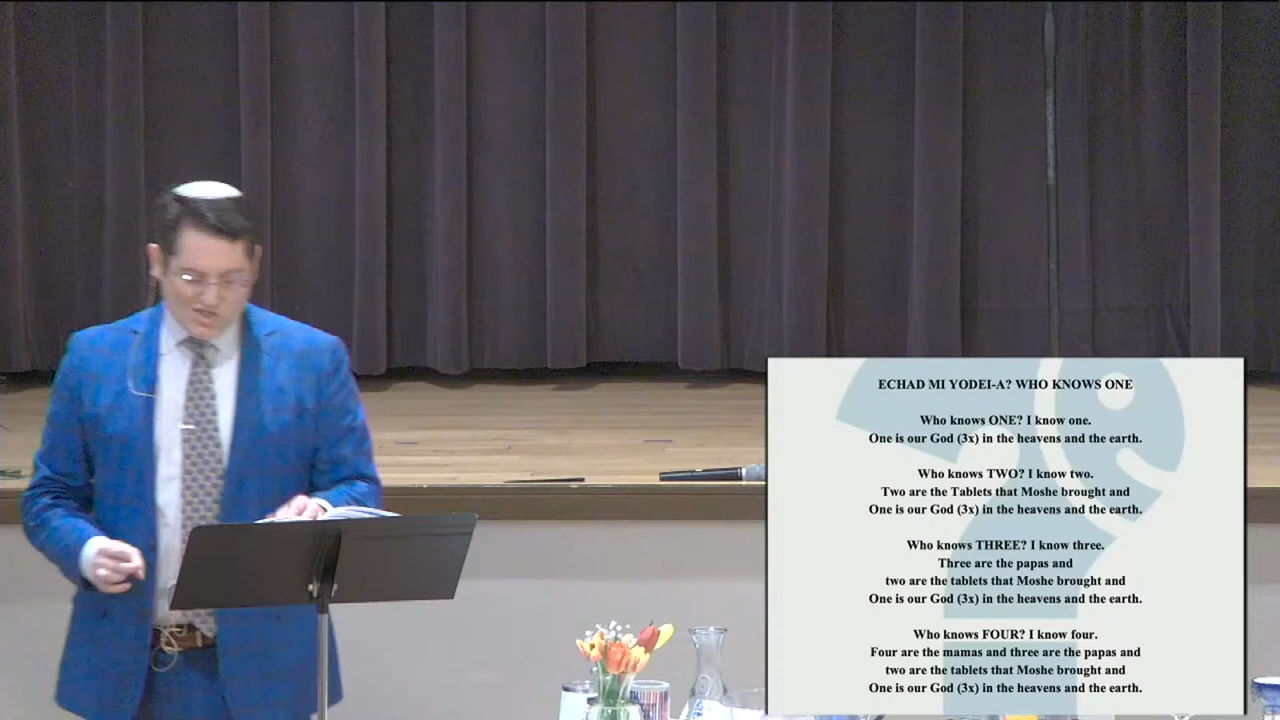 ECHAD MI YODEI-A? WHO KNOWS ONE
Who knows ONE? I know one.
One is our God (3x) in the heavens and the earth.
Who knows TWO? I know two.
Two are the Tablets that Moshe brought and
One is our God (3x) in the heavens and the earth.
Who knows THREE? I know three.
Three are the papas and
two are the tablets that Moshe brought and
One is our God (3x) in the heavens and the earth.
Who knows FOUR? I know four.
Four are the mamas and three are the papas and
two are the tablets that Moshe brought and
One is our God (3x) in the heavens and the earth.